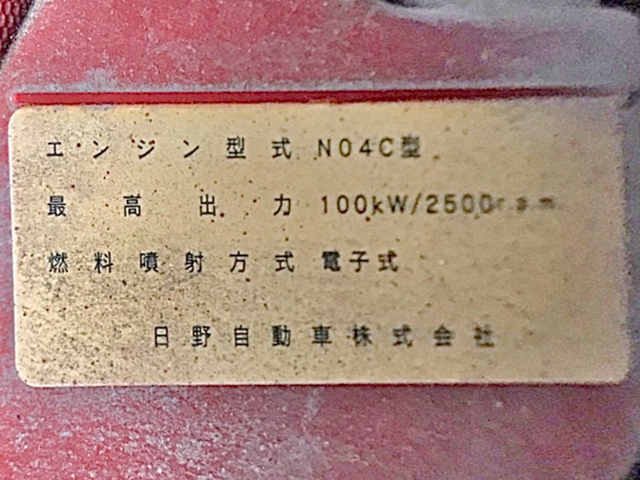 エンジン型式 N04C型
最高出力 100kW/2500r.p.m.
燃料噴射方式 電子式
日野自動車株式会社